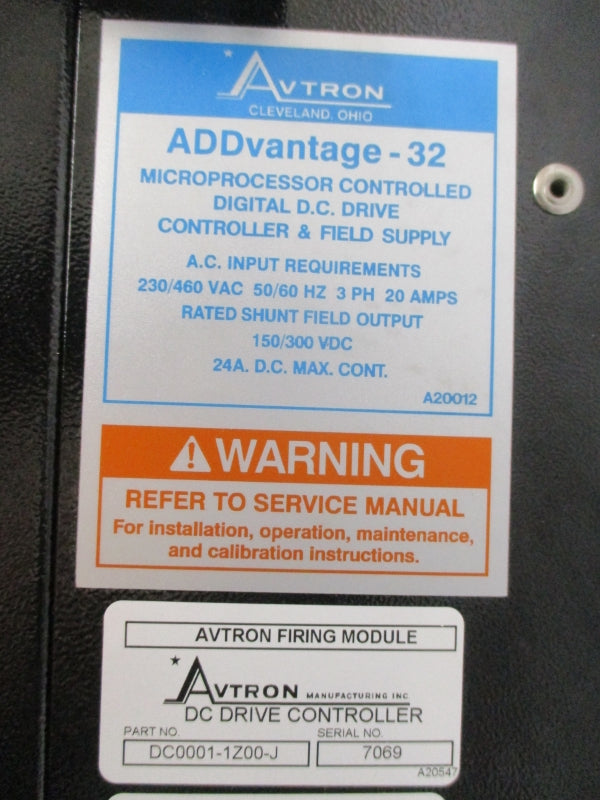 AVTRON
CLEVELAND, OHIO
ADDvantage - 32
MICROPROCESSOR CONTROLLED
DIGITAL D.C. DRIVE
CONTROLLER & FIELD SUPPLY
A.C. INPUT REQUIREMENTS
230/460 VAC 50/60 HZ 3 PH 20 AMPS
RATED SHUNT FIELD OUTPUT
150/300 VDC
24A. D.C. MAX. CONT.
A20012
WARNING
REFER TO SERVICE MANUAL
For installation, operation, maintenance,
and calibration instructions.
AVTRON FIRING MODULE
AVTRON MANUFACTURING INC.
DC DRIVE CONTROLLER
PART NO. SERIAL NO.
DC0001-1Z00-J 7069
A20547